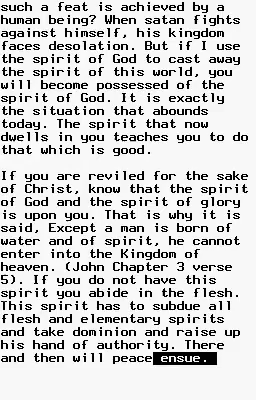 such a feat is achieved by a
human being? When satan fights
against himself, his kingdom
faces desolation. But if I use
the spirit of God to cast away
the spirit of this world, you
will become possessed of the
spirit of God. It is exactly
the situation that abounds
today. The spirit that now
dwells in you teaches you to do
that which is good.

If you are reviled for the sake
of Christ, know that the spirit
of God and the spirit of glory
is upon you. That is why it is
said, Except a man is born of
water and of spirit, he cannot
enter into the Kingdom of
heaven. (John Chapter 3 verse
5). If you do not have this
spirit you abide in the flesh.
This spirit has to subdue all
flesh and elementary spirits
and take dominion and raise up
his hand of authority. There
and then will peace ensue.